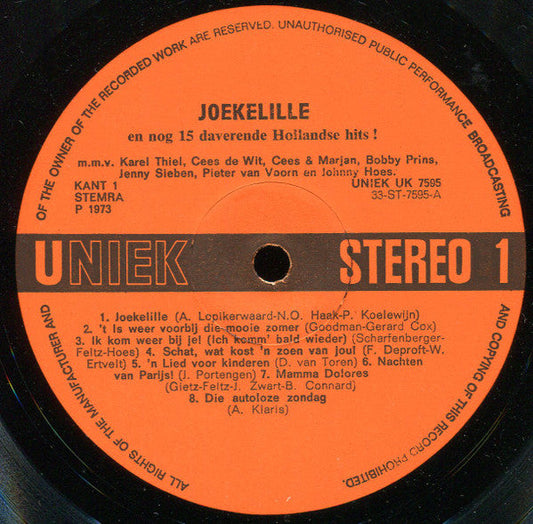 OF THE OWNER OF THE RECORDED WORK ARE RESERVED. UNAUTHORISED PUBLIC PERFORMANCE, BROADCASTING
JOEKELILLE
en nog 15 daverende Hollandse hits !
m.m.v. Karel Thiel, Cees de Wit, Cees & Marjan, Bobby Prins,
Jenny Sieben, Pieter van Voorn en Johnny Hoes.
KANT 1
STEMRA
P 1973
UNIEK UK 7595
33-ST-7595-A
UNIEK STEREO 1
1. Joekelille (A. Lopikerwaard-N.O. Haak-P. Koelewijn)
2. 't Is weer voorbij die mooie zomer (Goodman-Gerard Cox)
3. Ik kom weer bij je! (Ich komm' bald wieder) (Scharfenberger-
Feltz-Hoes) 4. Schat, wat kost 'n zoen van jou! (F. Deproft-W.
Ertvelt) 5. 'n Lied voor kinderen (D. van Toren) 6. Nachten
van Parijs! (J. Portengen) 7. Mamma Dolores
(Gietz-Feltz-J. Zwart-B. Connard)
8. Die autoloze zondag
(A. Klaris)
ALL RIGHTS OF THE MANUFACTURER AND
AND COPYING OF THIS RECORD PROHIBITED.